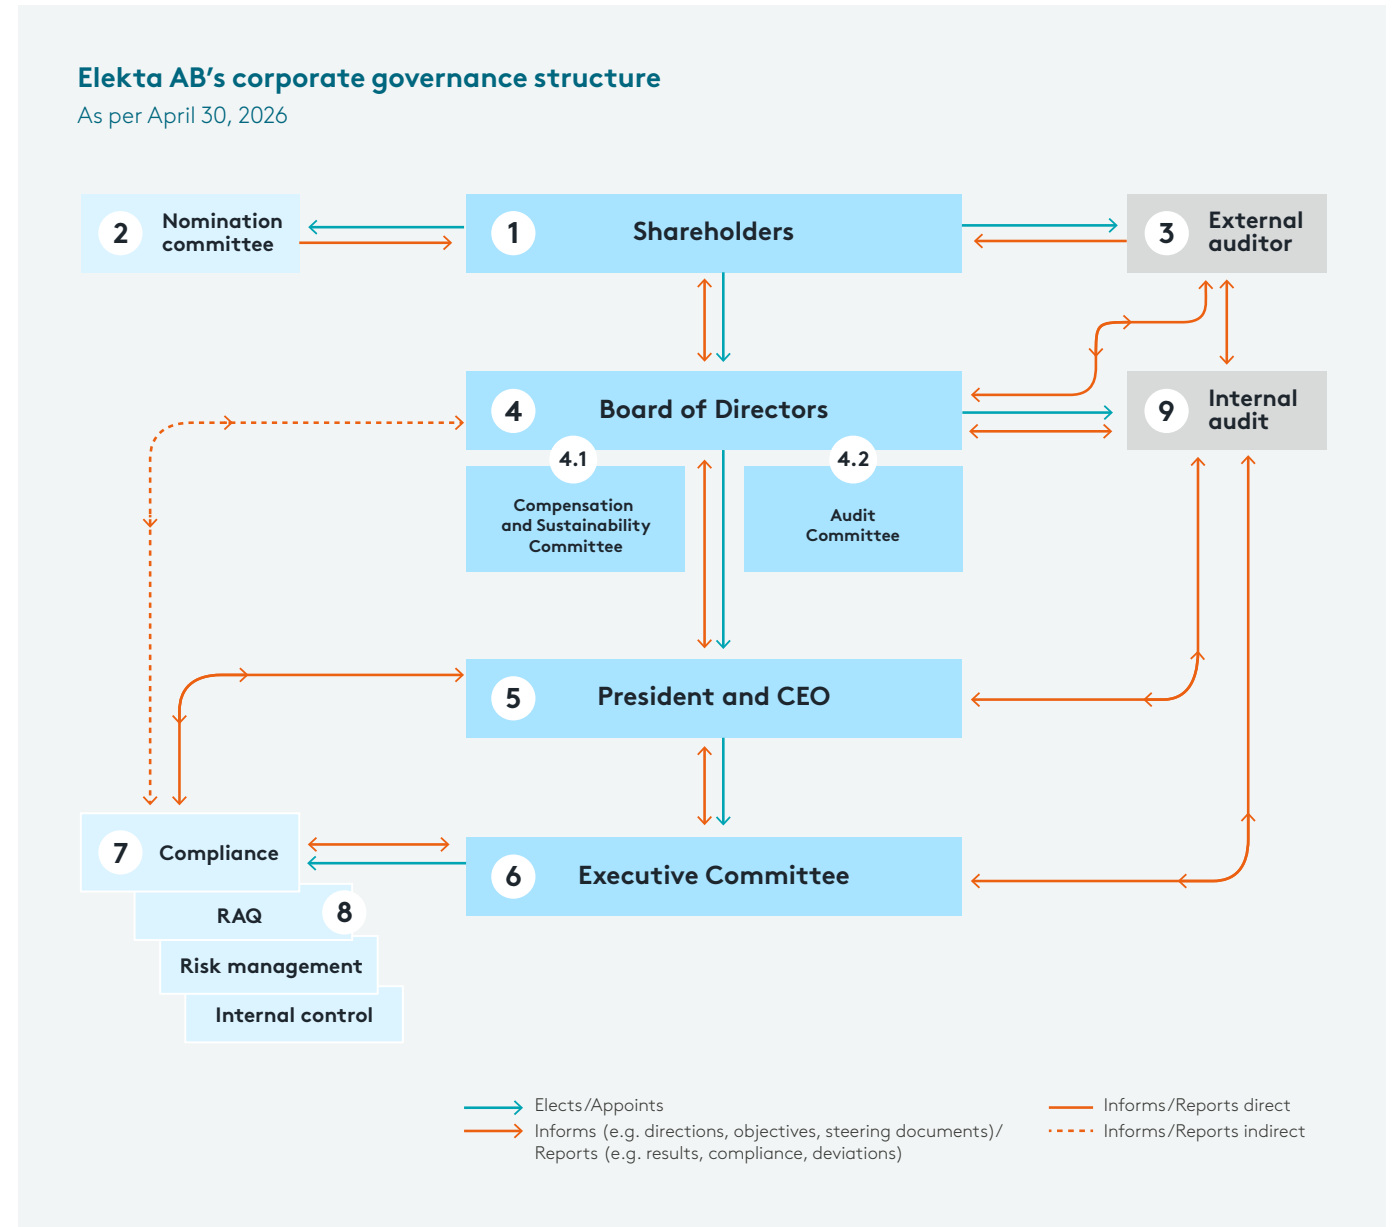 Elekta AB’s corporate governance structure
As per April 30, 2026
2
Nomination
committee
1
Shareholders
3
External
auditor
4
Board of Directors
9
Internal
audit
4.1
Compensation
and Sustainability
Committee
4.2
Audit
Committee
5
President and CEO
7
Compliance
6
Executive Committee
RAQ
8
Risk management
Internal control
Elects/Appoints
Informs (e.g. directions, objectives, steering documents)/
Reports (e.g. results, compliance, deviations)
Informs/Reports direct
Informs/Reports indirect